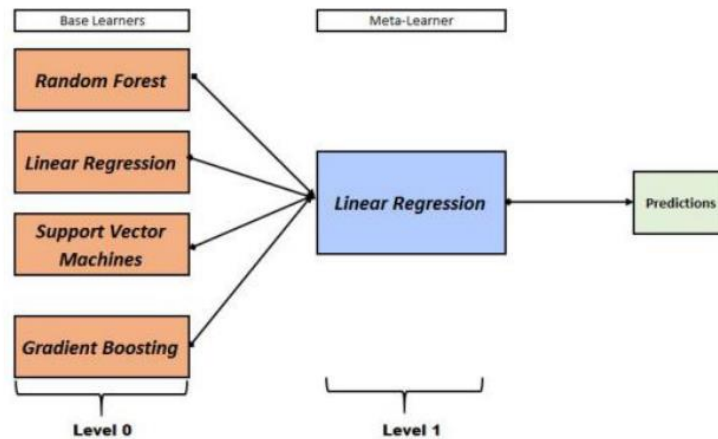 Base Learners
Meta-Learner
Random Forest
Linear Regression
Support Vector
Machines
Gradient Boosting
Linear Regression
Predictions
Level 0
Level 1